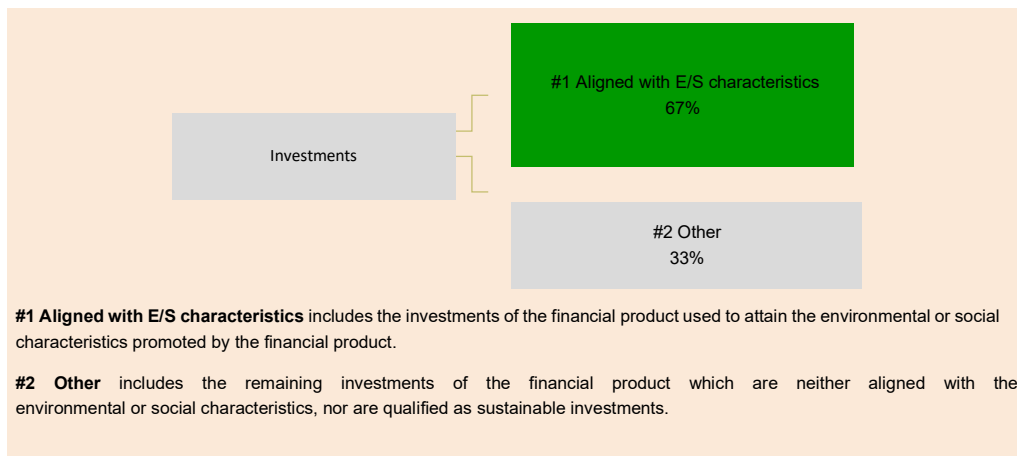 #1 Aligned with E/S characteristics
67%
Investments
#2 Other
33%
#1 Aligned with E/S characteristics includes the investments of the financial product used to attain the environmental or social
characteristics promoted by the financial product.
#2 Other includes the remaining investments of the financial product which are neither aligned with the
environmental or social characteristics, nor are qualified as sustainable investments.